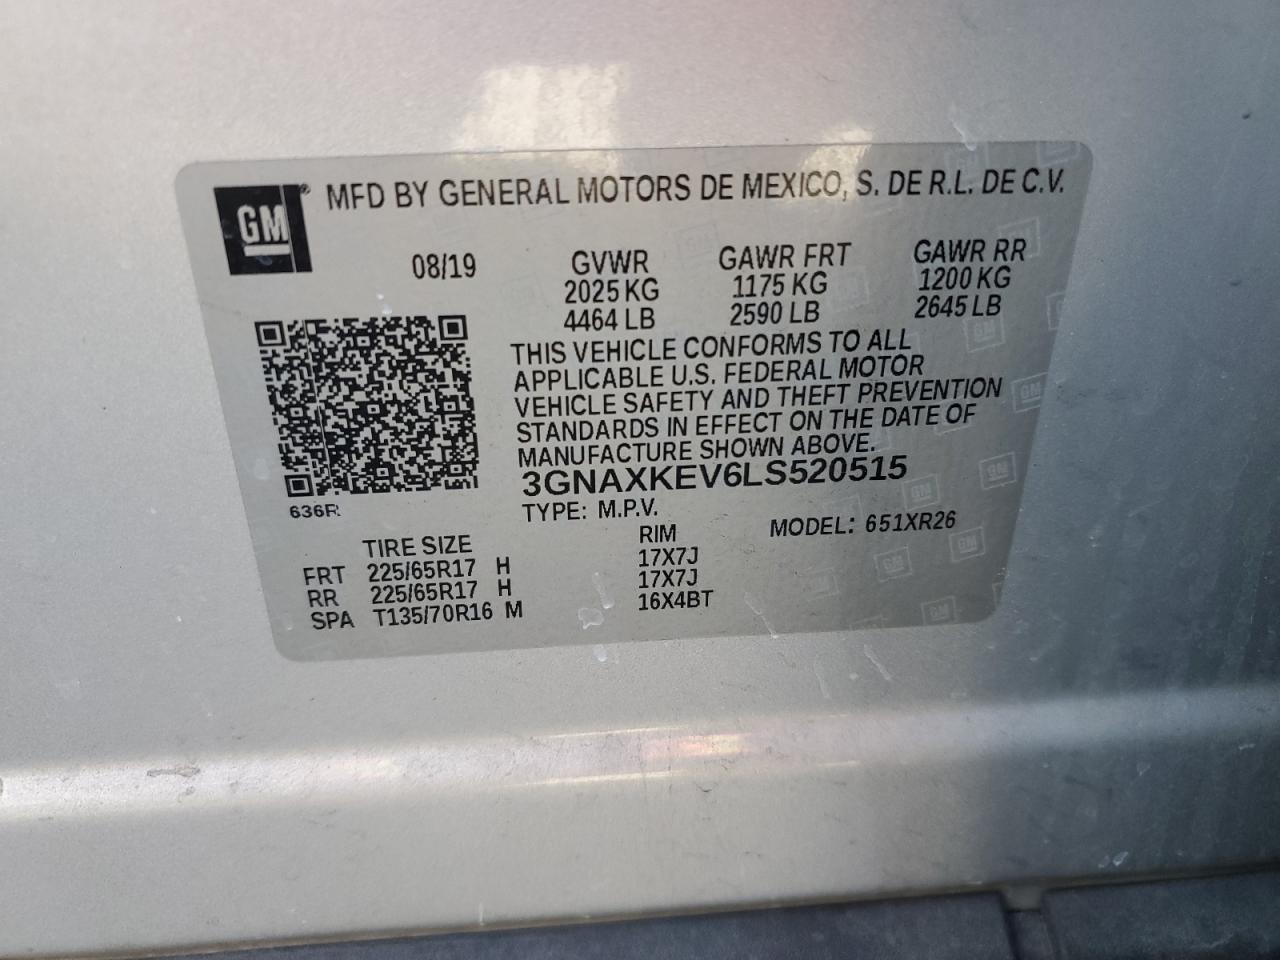 GM® MFD BY GENERAL MOTORS DE MEXICO, S. DE R.L. DE C.V.
08/19 GVWR GAWR FRT GAWR RR
2025 KG 1175 KG 1200 KG
4464 LB 2590 LB 2645 LB
THIS VEHICLE CONFORMS TO ALL
APPLICABLE U.S. FEDERAL MOTOR
VEHICLE SAFETY AND THEFT PREVENTION
STANDARDS IN EFFECT ON THE DATE OF
MANUFACTURE SHOWN ABOVE.
3GNAXKEV6LS520515
636R TYPE: M.P.V. MODEL: 651XR26
TIRE SIZE RIM
FRT 225/65R17 H 17X7J
RR 225/65R17 H 17X7J
SPA T135/70R16 M 16X4BT